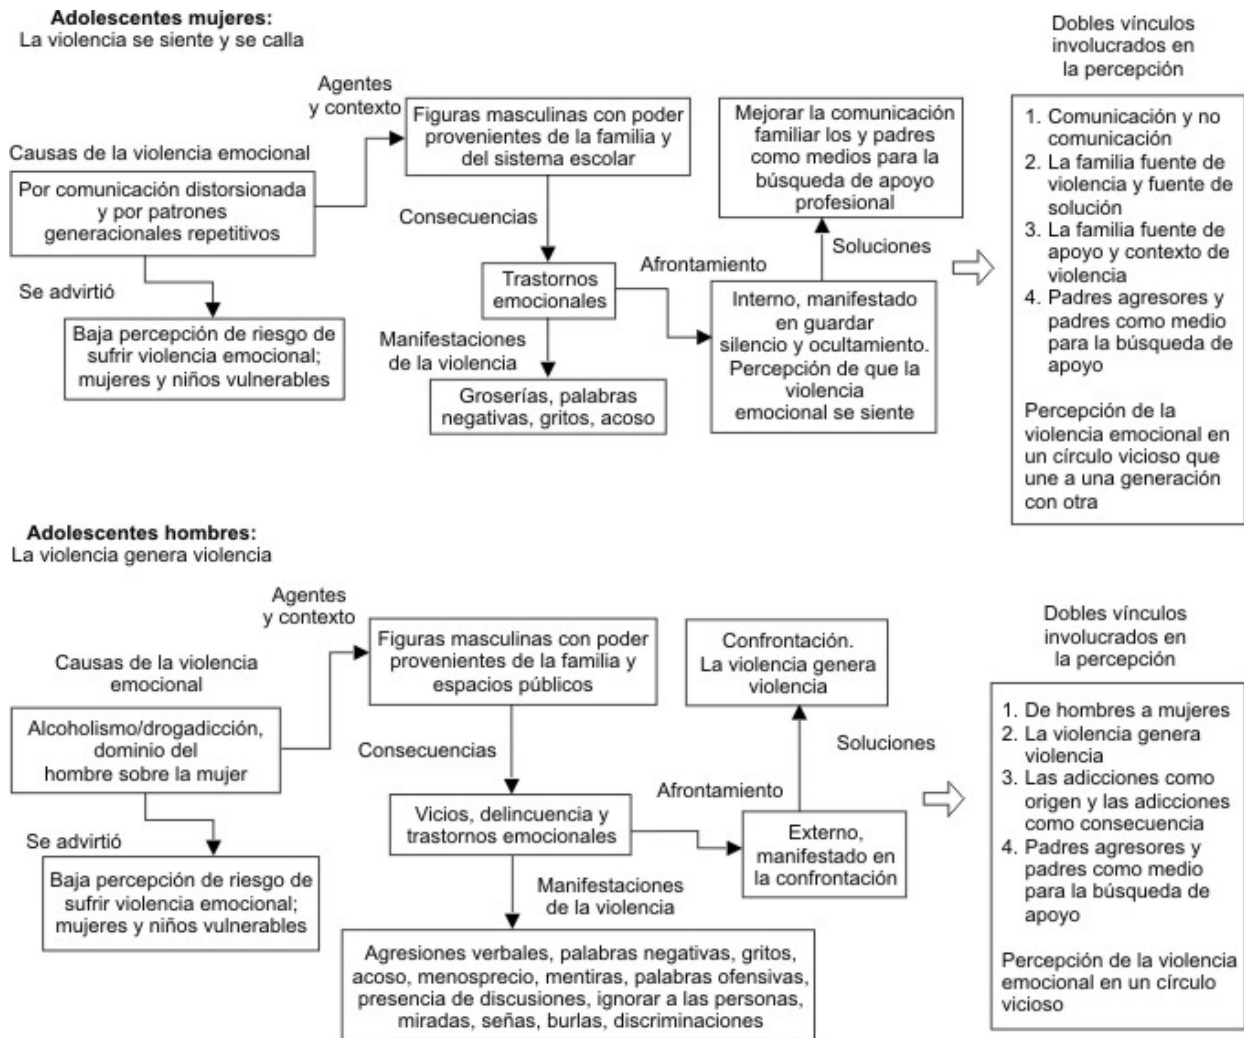 Adolescentes mujeres:
La violencia se siente y se calla
Causas de la violencia emocional
Por comunicación distorsionada
y por patrones
generacionales repetitivos
Se advirtió
Baja percepción de riesgo de
sufrir violencia emocional;
mujeres y niños vulnerables
Agentes
y contexto
Figuras masculinas con poder
provenientes de la familia y
del sistema escolar
Consecuencias
Trastornos
emocionales
Manifestaciones
de la violencia
Groserías, palabras
negativas, gritos, acoso
Afrontamiento
Interno, manifestado
en guardar
silencio y ocultamiento.
Percepción de que la
violencia
emocional se siente
Soluciones
Mejorar la comunicación
familiar los y padres
como medios para la
búsqueda de apoyo
profesional
Dobles vínculos
involucrados en
la percepción
1. Comunicación y no
comunicación
2. La familia fuente de
violencia y fuente de
solución
3. La familia fuente de
apoyo y contexto de
violencia
4. Padres agresores y
padres como medio
para la búsqueda de
apoyo
Percepción de la
violencia emocional en
un círculo vicioso que
une a una generación
con otra
Adolescentes hombres:
La violencia genera violencia
Causas de la violencia
emocional
Alcoholismo/drogadicción,
dominio del
hombre sobre la mujer
Se advirtió
Baja percepción de riesgo de
sufrir violencia emocional;
mujeres y niños vulnerables
Agentes
y contexto
Figuras masculinas con poder
provenientes de la familia y
espacios públicos
Consecuencias
Vicios, delincuencia y
trastornos emocionales
Manifestaciones
de la violencia
Agresiones verbales, palabras negativas, gritos,
acoso, menosprecio, mentiras, palabras ofensivas,
presencia de discusiones, ignorar a las personas,
miradas, señas, burlas, discriminaciones
Afrontamiento
Externo,
manifestado en
la confrontación
Soluciones
Confrontación.
La violencia genera
violencia
Dobles vínculos
involucrados en
la percepción
1. De hombres a mujeres
2. La violencia genera
violencia
3. Las adicciones como
origen y las adicciones
como consecuencia
4. Padres agresores y
padres como medio
para la búsqueda de
apoyo
Percepción de la violencia
emocional en un círculo
vicioso